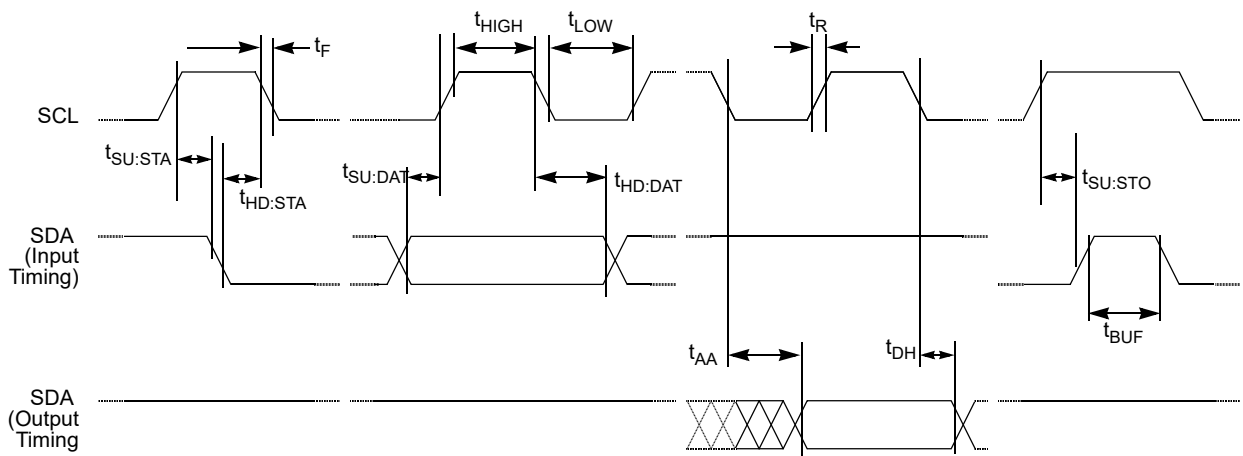 tHIGH
tLOW
tR
tF
SCL
tSU:STA
tHD:STA
tSU:DAT
tHD:DAT
tSU:STO
SDA
(Input
Timing)
tBUF
tAA
tDH
SDA
(Output
Timing